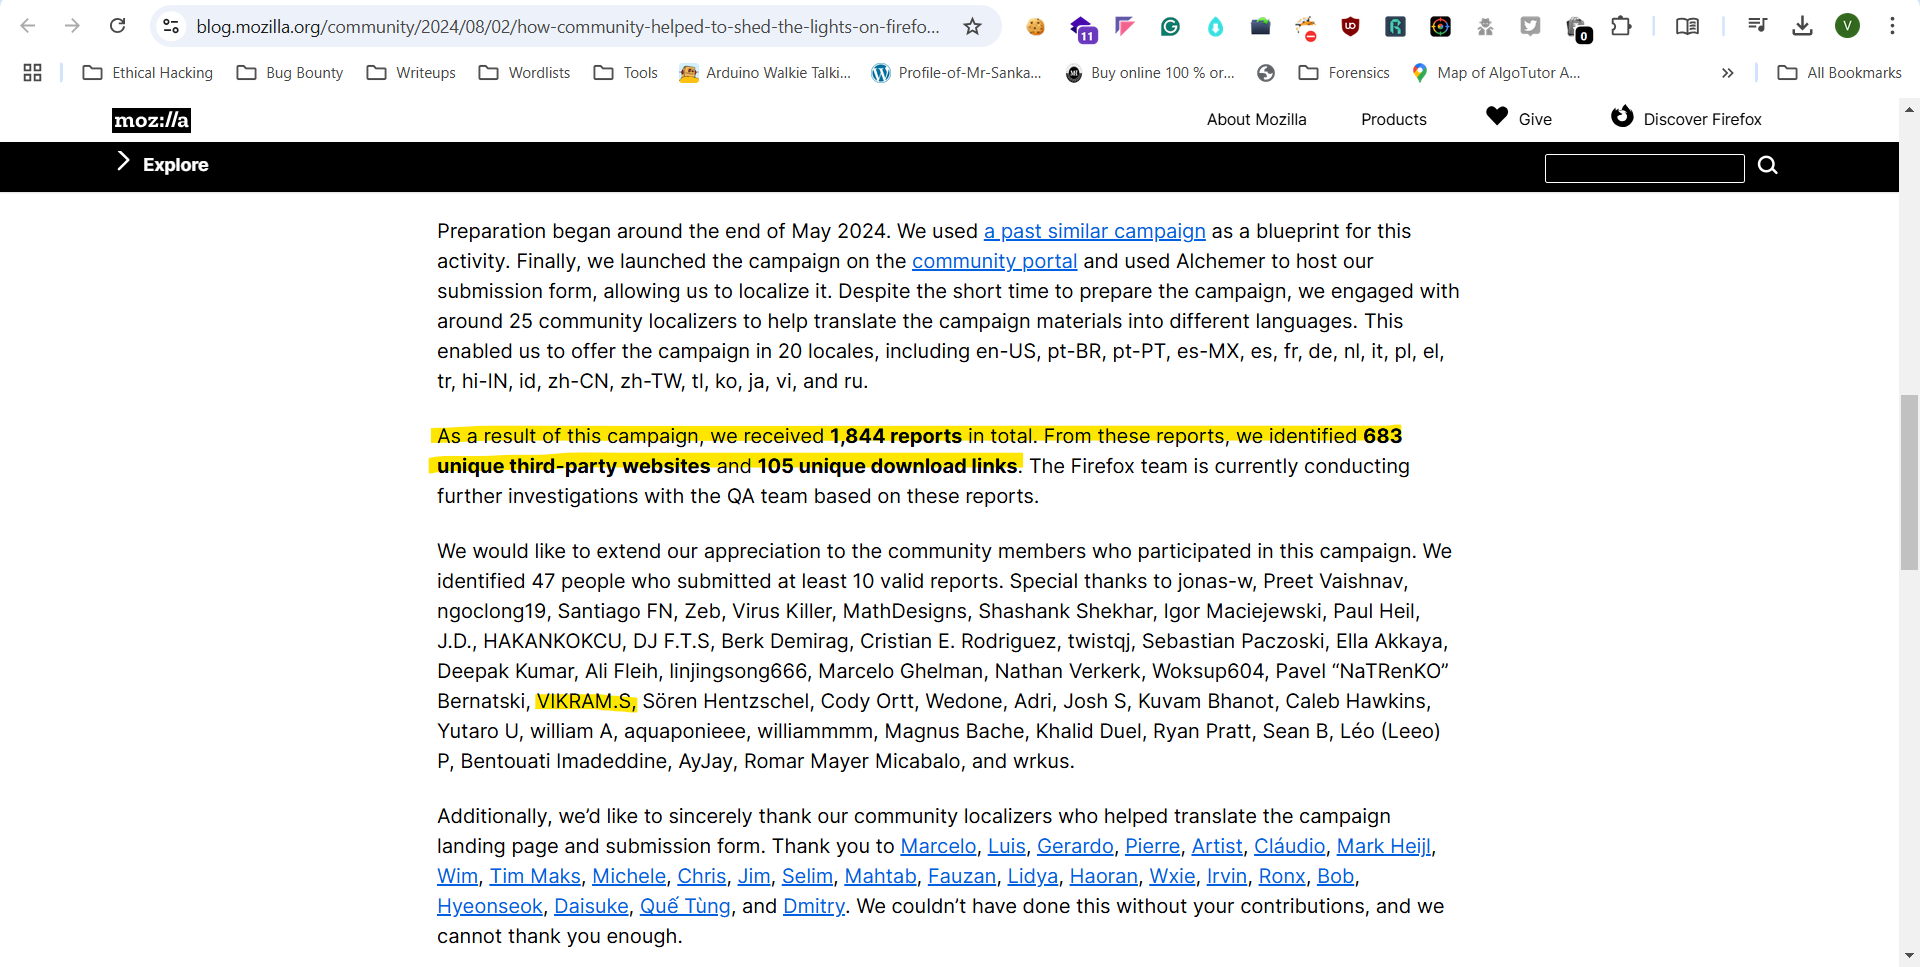 blog.mozilla.org/community/2024/08/02/how-community-helped-to-shed-the-lights-on-firefo...
11
0
V
Ethical Hacking
Bug Bounty
Writeups
Wordlists
Tools
Arduino Walkie Talki...
Profile-of-Mr-Sanka...
Buy online 100 % or...
Forensics
Map of AlgoTutor A...
»
All Bookmarks
moz://a
About Mozilla
Products
Give
Discover Firefox
Explore
Preparation began around the end of May 2024. We used a past similar campaign as a blueprint for this
activity. Finally, we launched the campaign on the community portal and used Alchemer to host our
submission form, allowing us to localize it. Despite the short time to prepare the campaign, we engaged with
around 25 community localizers to help translate the campaign materials into different languages. This
enabled us to offer the campaign in 20 locales, including en-US, pt-BR, pt-PT, es-MX, es, fr, de, nl, it, pl, el,
tr, hi-IN, id, zh-CN, zh-TW, tl, ko, ja, vi, and ru.
As a result of this campaign, we received 1,844 reports in total. From these reports, we identified 683
unique third-party websites and 105 unique download links. The Firefox team is currently conducting
further investigations with the QA team based on these reports.
We would like to extend our appreciation to the community members who participated in this campaign. We
identified 47 people who submitted at least 10 valid reports. Special thanks to jonas-w, Preet Vaishnav,
ngoclong19, Santiago FN, Zeb, Virus Killer, MathDesigns, Shashank Shekhar, Igor Maciejewski, Paul Heil,
J.D., HAKANKOKCU, DJ F.T.S, Berk Demirag, Cristian E. Rodriguez, twistqj, Sebastian Paczoski, Ella Akkaya,
Deepak Kumar, Ali Fleih, linjingsong666, Marcelo Ghelman, Nathan Verkerk, Woksup604, Pavel “NaTRenKO”
Bernatski, VIKRAM.S, Sören Hentzschel, Cody Ortt, Wedone, Adri, Josh S, Kuvam Bhanot, Caleb Hawkins,
Yutaro U, william A, aquaponieee, williammmm, Magnus Bache, Khalid Duel, Ryan Pratt, Sean B, Léo (Leeo)
P, Bentouati Imadeddine, AyJay, Romar Mayer Micabalo, and wrkus.
Additionally, we’d like to sincerely thank our community localizers who helped translate the campaign
landing page and submission form. Thank you to Marcelo, Luis, Gerardo, Pierre, Artist, Cláudio, Mark Heijl,
Wim, Tim Maks, Michele, Chris, Jim, Selim, Mahtab, Fauzan, Lidya, Haoran, Wxie, Irvin, Ronx, Bob,
Hyeonseok, Daisuke, Quế Tùng, and Dmitry. We couldn’t have done this without your contributions, and we
cannot thank you enough.